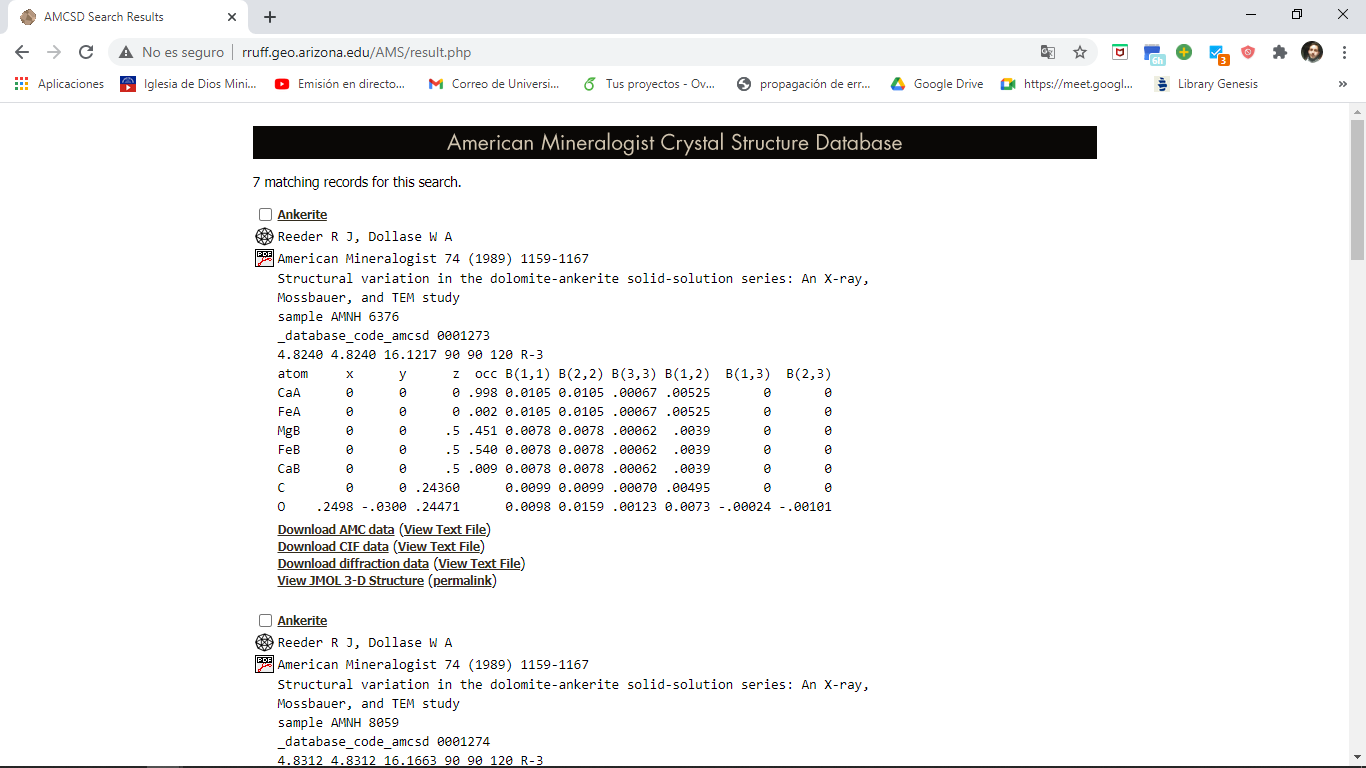 AMCSD Search Results
No es seguro | rruff.geo.arizona.edu/AMS/result.php
6h
3
Aplicaciones Iglesia de Dios Mini... Emisión en directo... Correo de Universi... Tus proyectos - Ov... propagación de err... Google Drive https://meet.googl... Library Genesis »
American Mineralogist Crystal Structure Database
7 matching records for this search.
Ankerite
Reeder R J, Dollase W A
PDF American Mineralogist 74 (1989) 1159-1167
Structural variation in the dolomite-ankerite solid-solution series: An X-ray,
Mossbauer, and TEM study
sample AMNH 6376
_database_code_amcsd 0001273
4.8240 4.8240 16.1217 90 90 120 R-3
atom x y z occ B(1,1) B(2,2) B(3,3) B(1,2) B(1,3) B(2,3)
CaA 0 0 0 .998 0.0105 0.0105 .00067 .00525 0 0
FeA 0 0 0 .002 0.0105 0.0105 .00067 .00525 0 0
MgB 0 0 .5 .451 0.0078 0.0078 .00062 .0039 0 0
FeB 0 0 .5 .540 0.0078 0.0078 .00062 .0039 0 0
CaB 0 0 .5 .009 0.0078 0.0078 .00062 .0039 0 0
C 0 0 .24360 0.0099 0.0099 .00070 .00495 0 0
O .2498 -.0300 .24471 0.0098 0.0159 .00123 0.0073 -.00024 -.00101
Download AMC data (View Text File)
Download CIF data (View Text File)
Download diffraction data (View Text File)
View JMOL 3-D Structure (permalink)
Ankerite
Reeder R J, Dollase W A
PDF American Mineralogist 74 (1989) 1159-1167
Structural variation in the dolomite-ankerite solid-solution series: An X-ray,
Mossbauer, and TEM study
sample AMNH 8059
_database_code_amcsd 0001274
4.8312 4.8312 16.1663 90 90 120 R-3